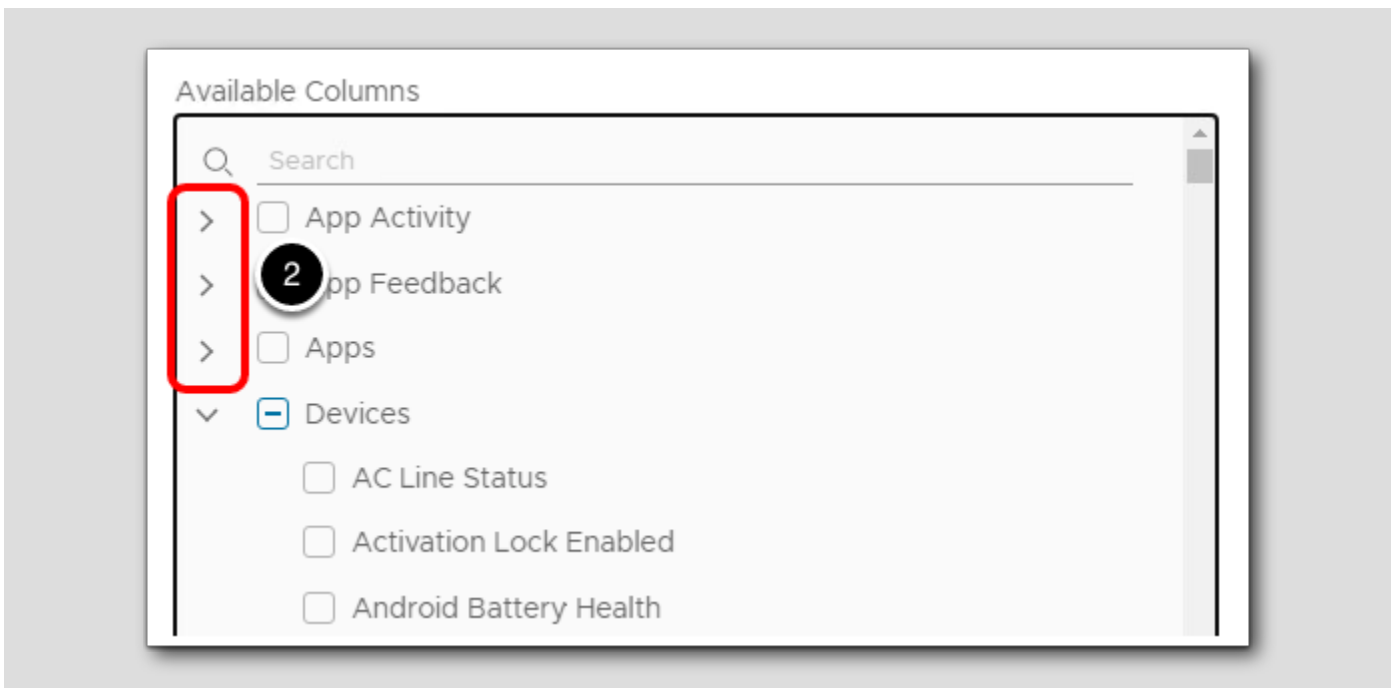 Available Columns
Search
App Activity
2
pp Feedback
Apps
Devices
AC Line Status
Activation Lock Enabled
Android Battery Health